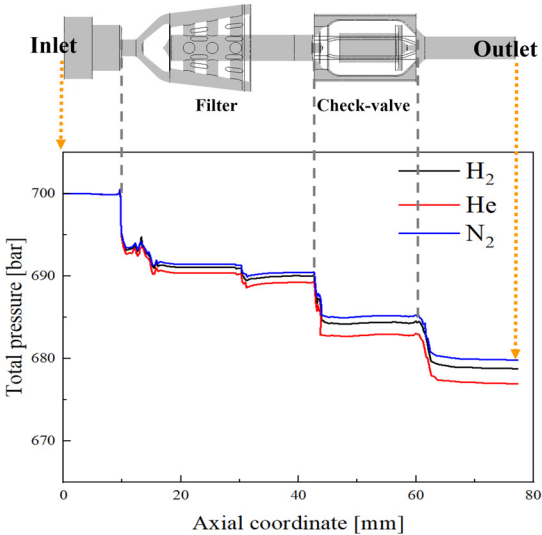 Inlet
Outlet
Filter
Check-valve
H₂
He
N₂
Total pressure [bar]
700
690
680
670
0
20
40
60
80
Axial coordinate [mm]